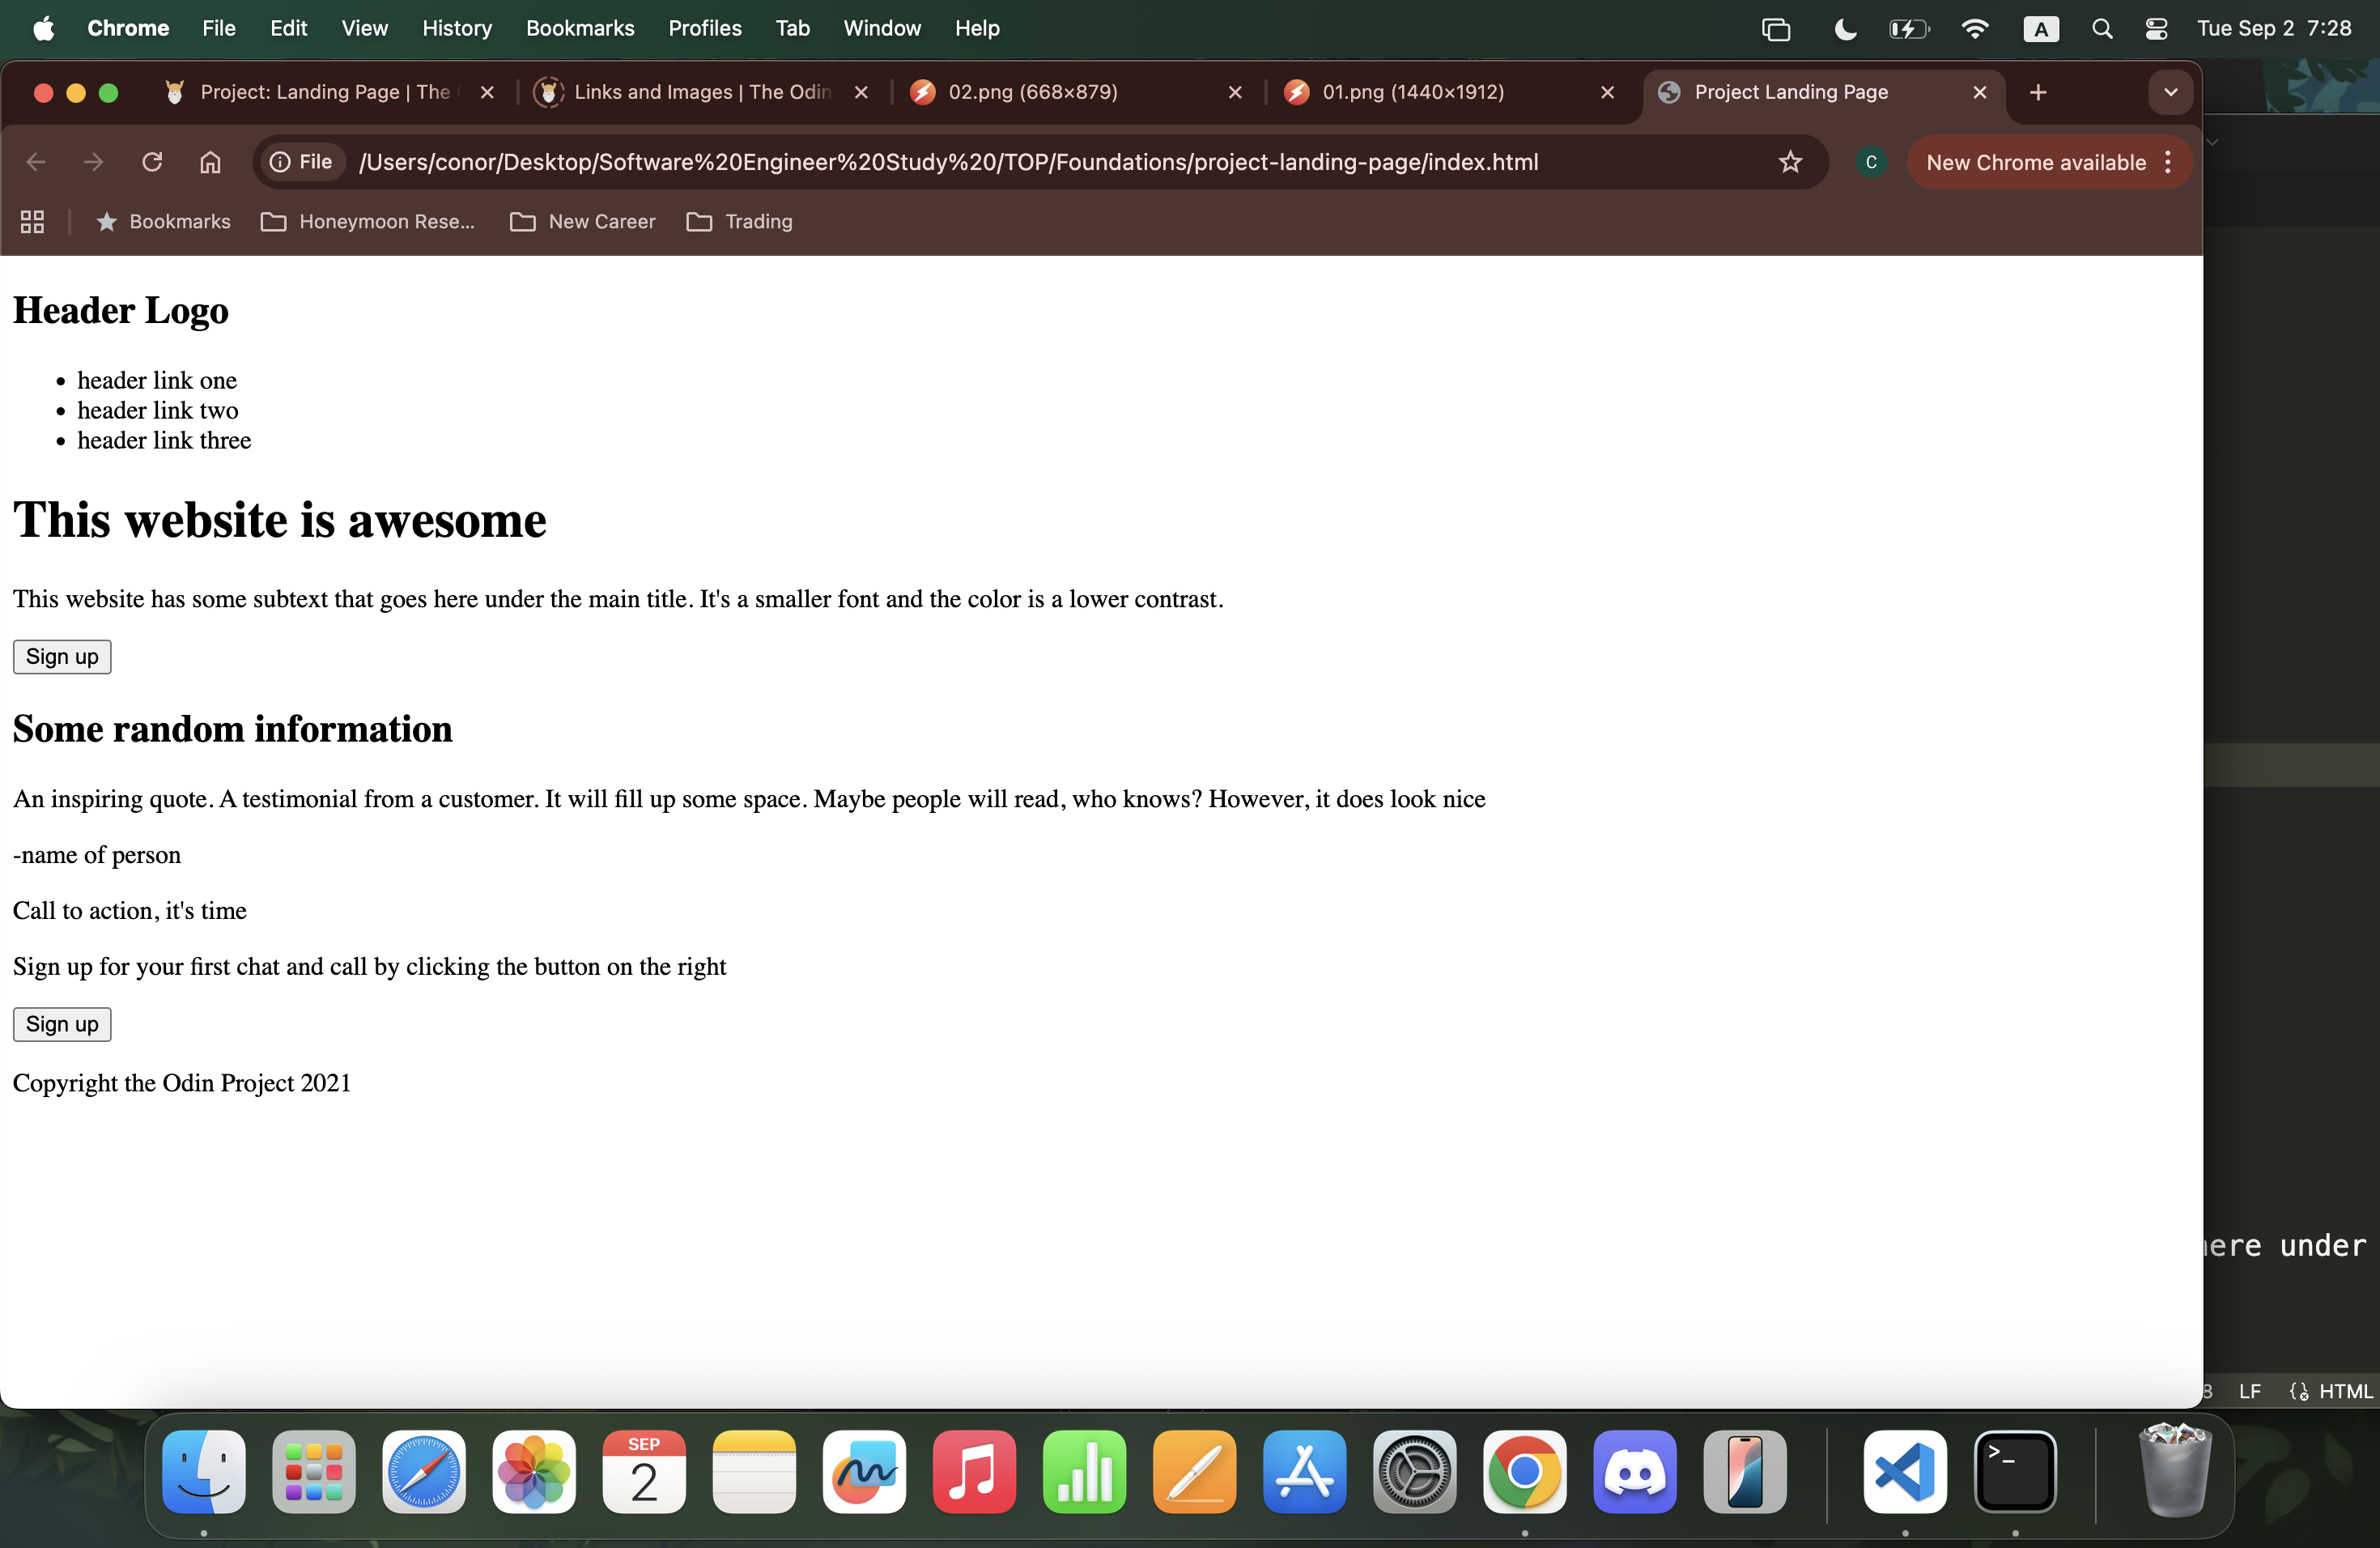 Chrome File Edit View History Bookmarks Profiles Tab Window Help A Tue Sep 2 7:28
Project: Landing Page | The Links and Images | The Odin 02.png (668×879) 01.png (1440×1912) Project Landing Page
File /Users/conor/Desktop/Software%20Engineer%20Study%20/TOP/Foundations/project-landing-page/index.html C New Chrome available
Bookmarks Honeymoon Rese... New Career Trading
Header Logo
header link one
header link two
header link three
This website is awesome
This website has some subtext that goes here under the main title. It's a smaller font and the color is a lower contrast.
Sign up
Some random information
An inspiring quote. A testimonial from a customer. It will fill up some space. Maybe people will read, who knows? However, it does look nice
-name of person
Call to action, it's time
Sign up for your first chat and call by clicking the button on the right
Sign up
Copyright the Odin Project 2021
here under
8 LF HTML
SEP
2